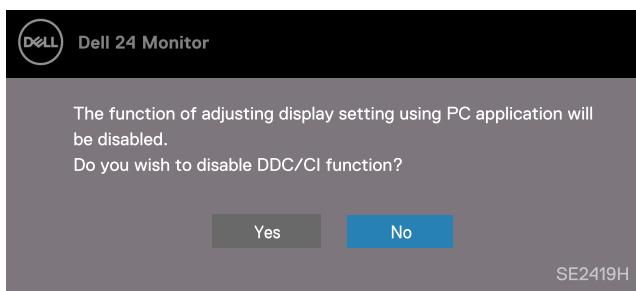 DELL Dell 24 Monitor
The function of adjusting display setting using PC application will
be disabled.
Do you wish to disable DDC/CI function?
Yes No
SE2419H